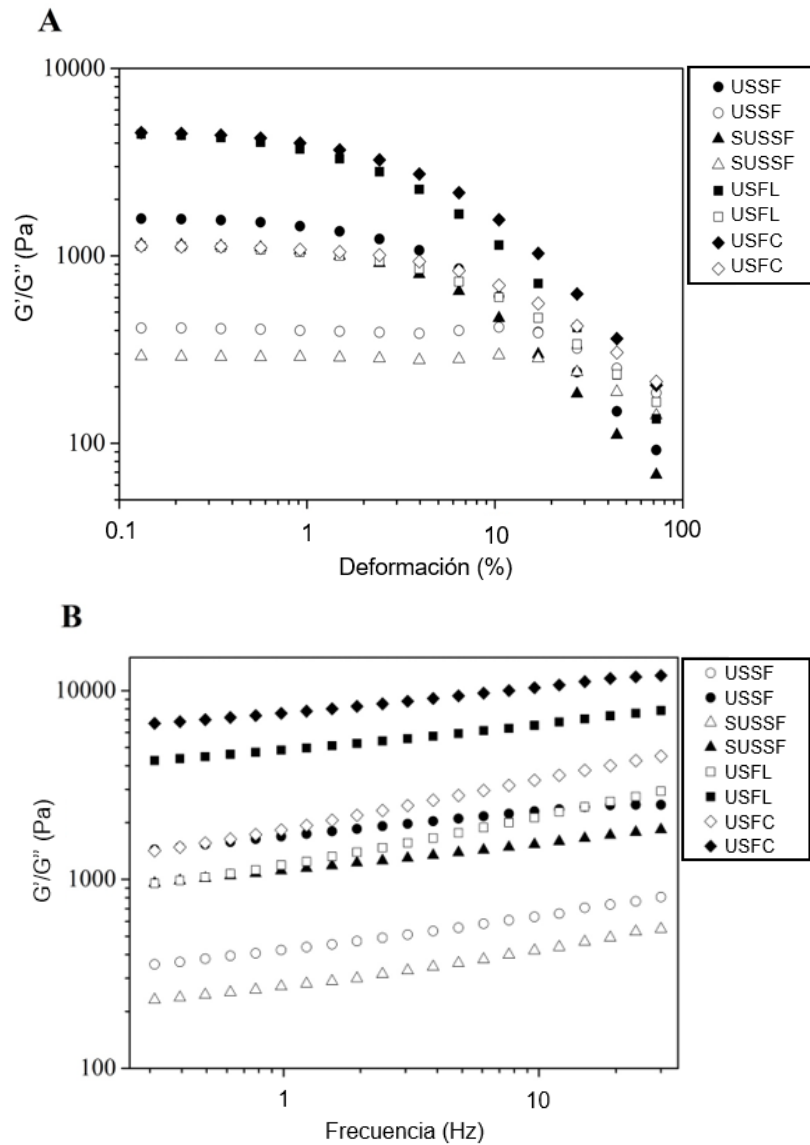 A
10000
1000
100
G'/G'' (Pa)
0.1
1
10
100
Deformación (%)
USSF
USSF
SUSSF
SUSSF
USFL
USFL
USFC
USFC
B
10000
1000
100
G'/G'' (Pa)
1
10
Frecuencia (Hz)
USSF
USSF
SUSSF
SUSSF
USFL
USFL
USFC
USFC